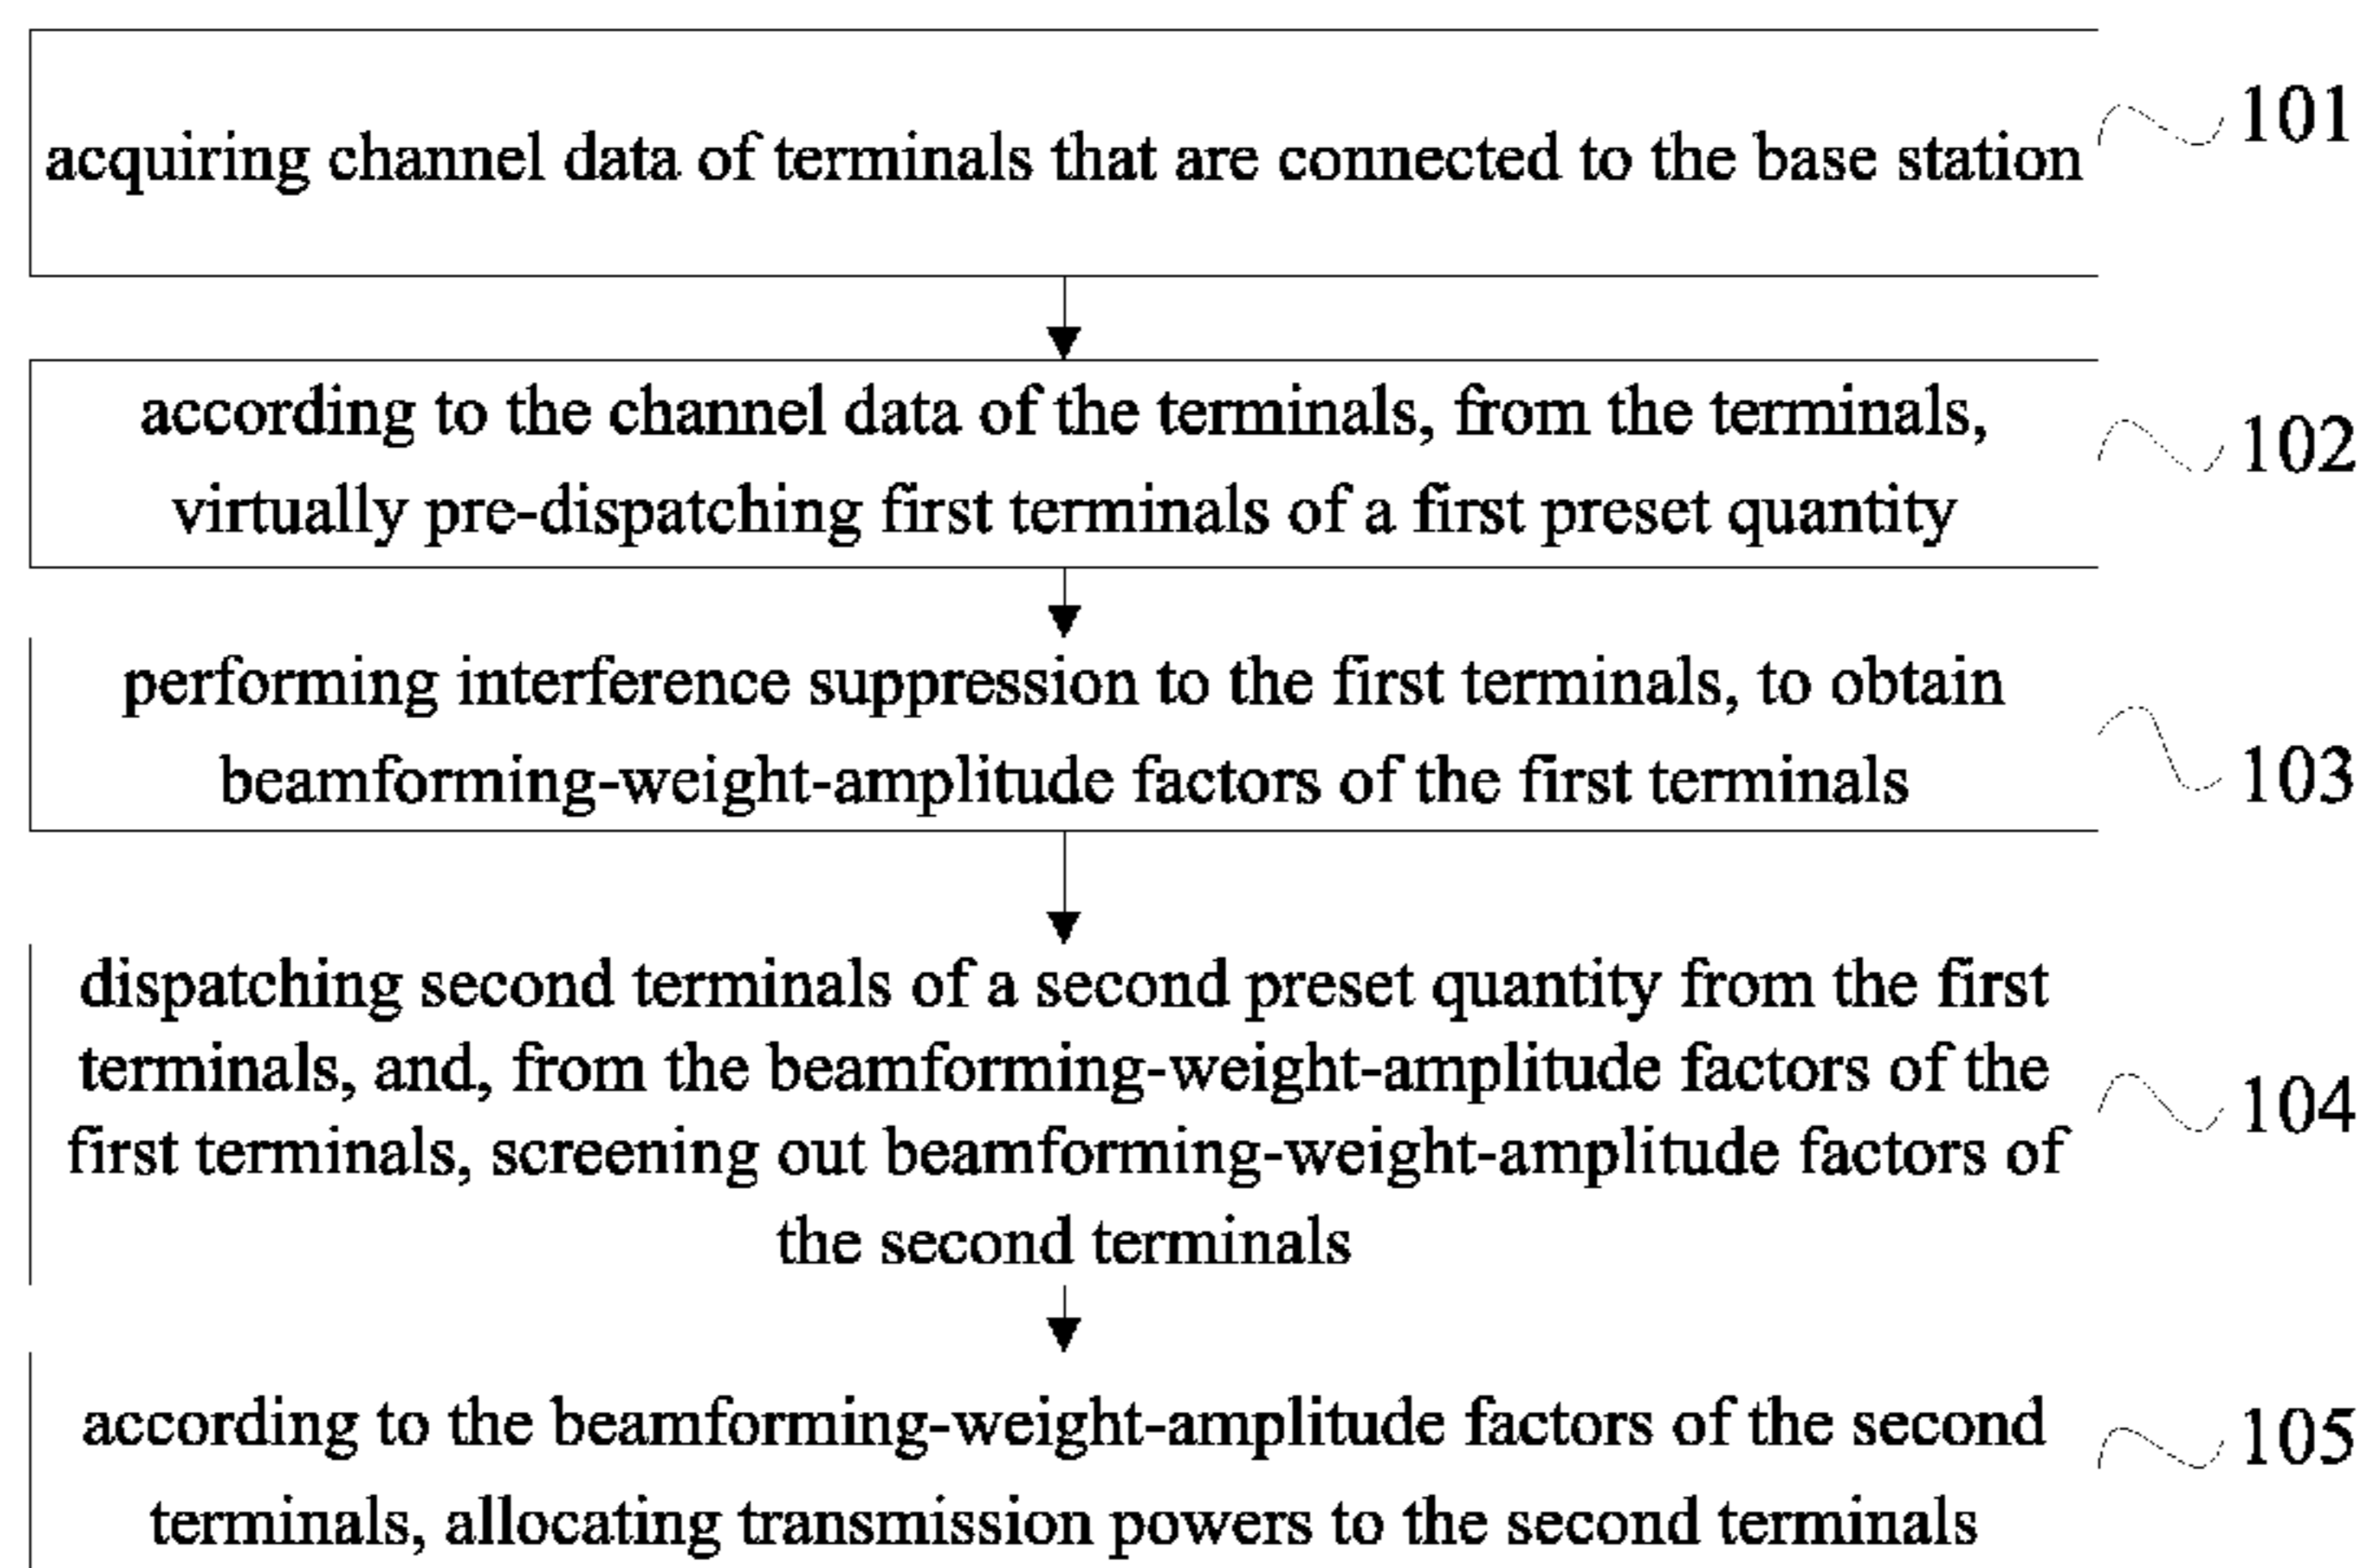 acquiring channel data of terminals that are connected to the base station
101
according to the channel data of the terminals, from the terminals,
virtually pre-dispatching first terminals of a first preset quantity
102
performing interference suppression to the first terminals, to obtain
beamforming-weight-amplitude factors of the first terminals
103
dispatching second terminals of a second preset quantity from the first
terminals, and, from the beamforming-weight-amplitude factors of the
first terminals, screening out beamforming-weight-amplitude factors of
the second terminals
104
according to the beamforming-weight-amplitude factors of the second
terminals, allocating transmission powers to the second terminals
105